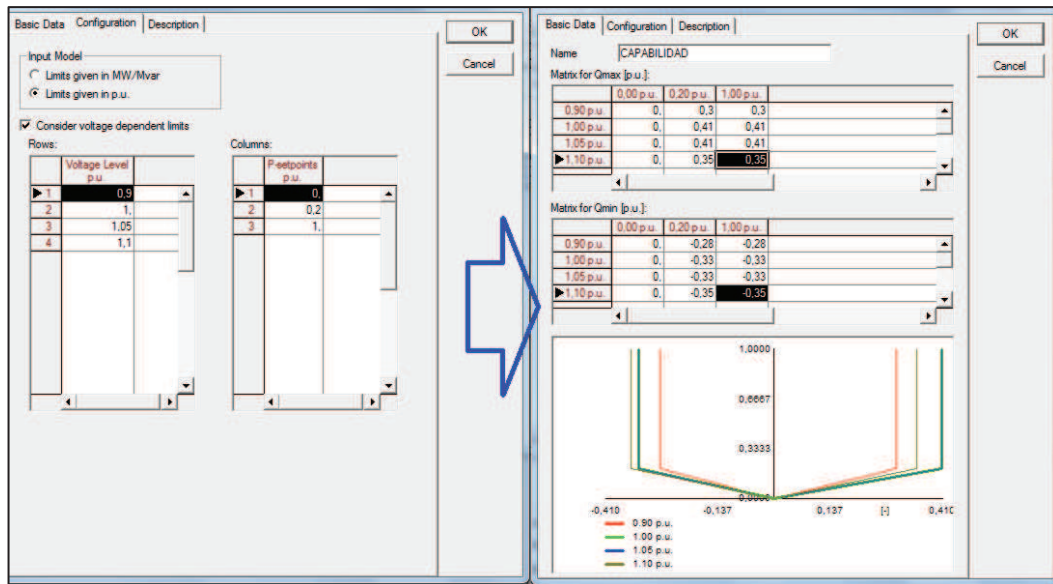 Basic Data Configuration Description
OK
Cancel
Input Model
Limits given in MW/Mvar
Limits given in p.u.
Consider voltage dependent limits
Rows:
Voltage Level
p.u.
1 0,9
2 1,
3 1,05
4 1,1
Columns:
P-setpoints
p.u.
1 0,
2 0,2
3 1,
Basic Data Configuration Description
OK
Cancel
Name CAPABILIDAD
Matrix for Qmax [p.u.]:
0,00 p.u. 0,20 p.u. 1,00 p.u.
0.90 p.u. 0, 0,3 0,3
1,00 p.u. 0, 0,41 0,41
1.05 p.u. 0, 0,41 0,41
1,10 p.u. 0, 0,35 0,35
Matrix for Qmin [p.u.]:
0,00 p.u. 0,20 p.u. 1,00 p.u.
0.90 p.u. 0, -0,28 -0,28
1,00 p.u. 0, -0,33 -0,33
1,05 p.u. 0, -0,33 -0,33
1,10 p.u. 0, -0,35 -0,35
1,0000
0,6667
0,3333
0,0000
-0,410 -0,137 0,137 [-] 0,410
0.90 p.u.
1.00 p.u.
1.05 p.u.
1.10 p.u.